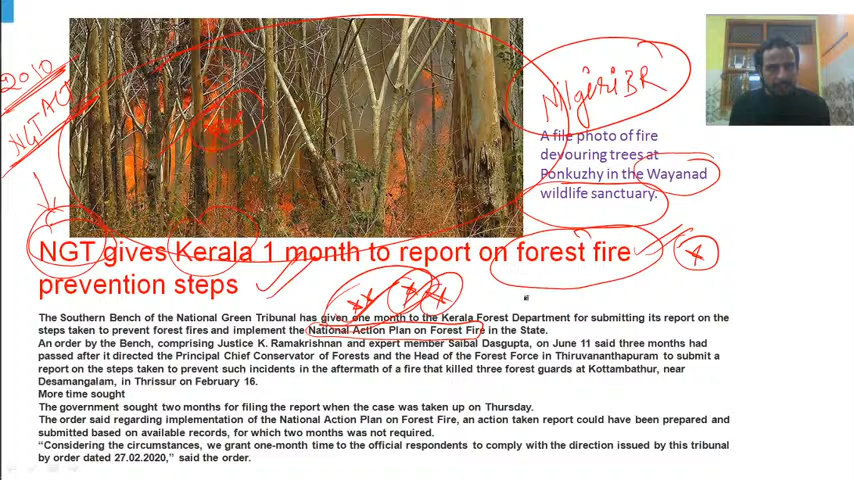 2010
NGT ACT
Nilgiri BR
A file photo of fire
devouring trees at
Ponkuzhy in the Wayanad
wildlife sanctuary.
NGT gives Kerala 1 month to report on forest fire
prevention steps
The Southern Bench of the National Green Tribunal has given one month to the Kerala Forest Department for submitting its report on the
steps taken to prevent forest fires and implement the National Action Plan on Forest Fire in the State.
An order by the Bench, comprising Justice K. Ramakrishnan and expert member Saibal Dasgupta, on June 11 said three months had
passed after it directed the Principal Chief Conservator of Forests and the Head of the Forest Force in Thiruvananthapuram to submit a
report on the steps taken to prevent such incidents in the aftermath of a fire that killed three forest guards at Kottambathur, near
Desamangalam, in Thrissur on February 16.
More time sought
The government sought two months for filing the report when the case was taken up on Thursday.
The order said regarding implementation of the National Action Plan on Forest Fire, an action taken report could have been prepared and
submitted based on available records, for which two months was not required.
“Considering the circumstances, we grant one-month time to the official respondents to comply with the direction issued by this tribunal
by order dated 27.02.2020,” said the order.